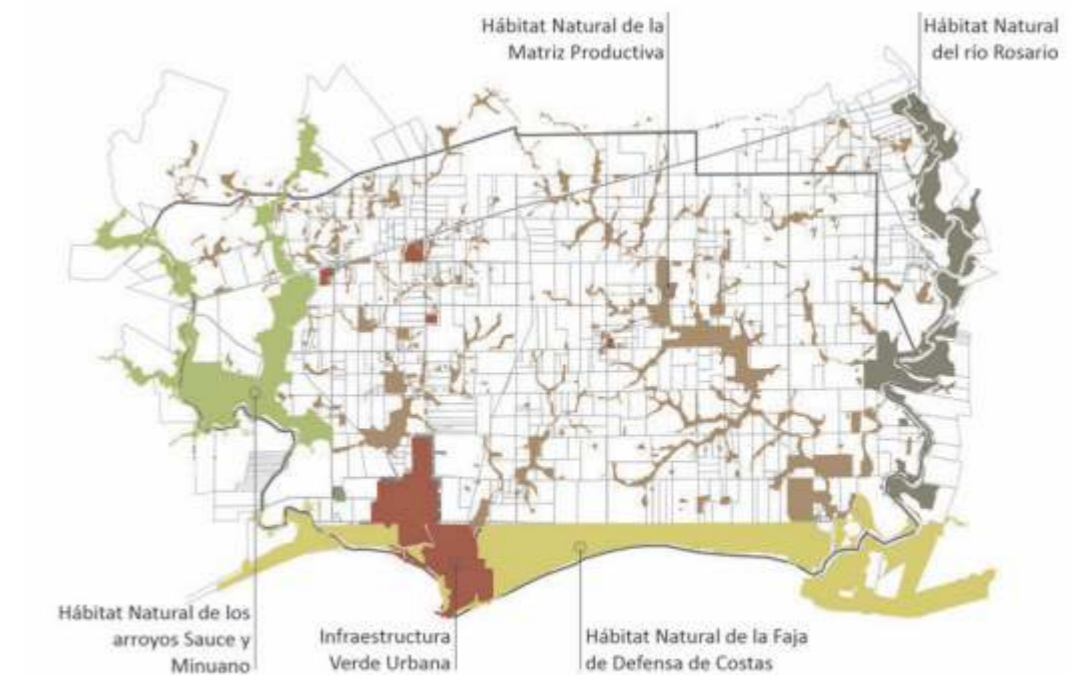 Hábitat Natural de la
Matriz Productiva
Hábitat Natural
del río Rosario
Hábitat Natural de los
arroyos Sauce y
Minuano
Infraestructura
Verde Urbana
Hábitat Natural de la Faja
de Defensa de Costas